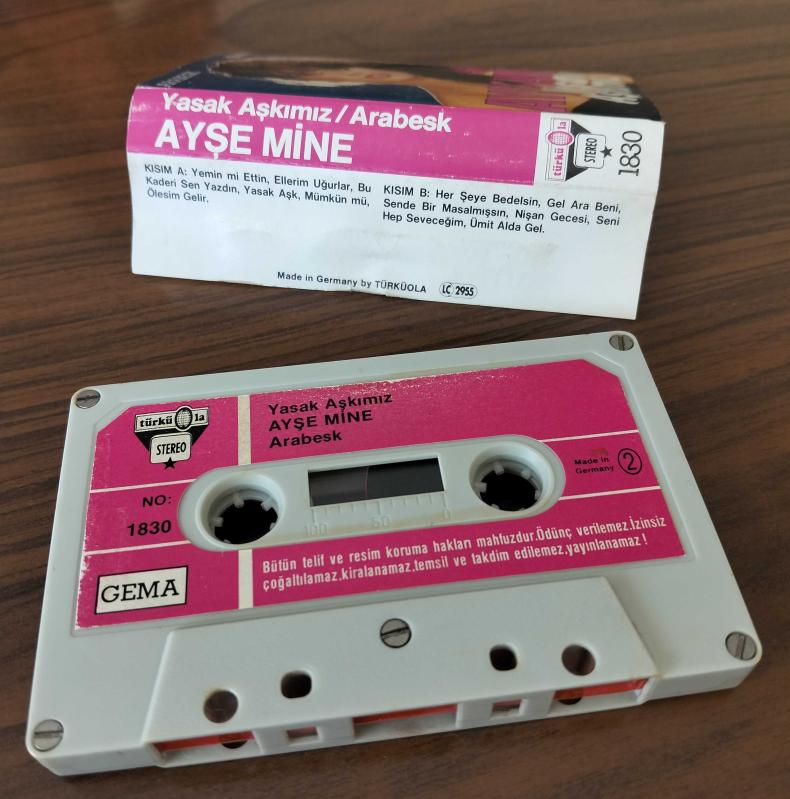 Yasak Aşkımız / Arabesk
AYŞE MİNE
türkü la
STEREO
1830
KISIM A: Yemin mi Ettin, Ellerim Uğurlar, Bu
Kaderi Sen Yazdın, Yasak Aşk, Mümkün mü,
Ölesim Gelir.
KISIM B: Her Şeye Bedelsin, Gel Ara Beni,
Sende Bir Masalmışsın, Nişan Gecesi, Seni
Hep Seveceğim, Ümit Alda Gel.
Made in Germany by TÜRKÜOLA LC 2955
türkü la
STEREO
Yasak Aşkımız
AYŞE MİNE
Arabesk
NO:
1830
100 50 0
Made in
Germany
2
GEMA
Bütün telif ve resim koruma hakları mahfuzdur.Ödünç verilemez.İzinsiz
çoğaltılamaz.kiralanamaz.temsil ve takdim edilemez.yayınlanamaz!